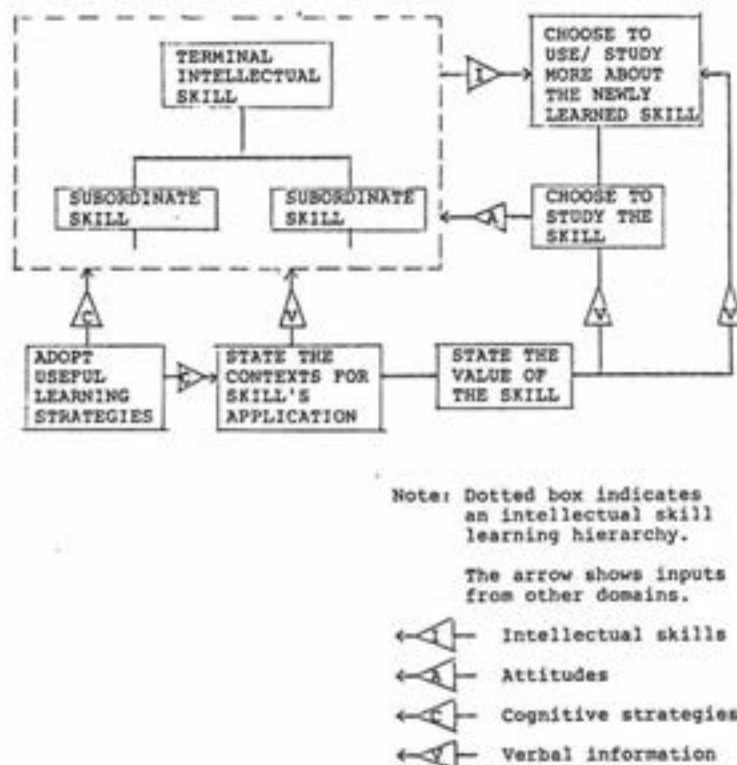 TERMINAL
INTELLECTUAL
SKILL
I
CHOOSE TO
USE/ STUDY
MORE ABOUT
THE NEWLY
LEARNED SKILL
SUBORDINATE
SKILL
SUBORDINATE
SKILL
A
CHOOSE TO
STUDY THE
SKILL
C
V
V
V
ADOPT
USEFUL
LEARNING
STRATEGIES
C
STATE THE
CONTEXTS FOR
SKILL'S
APPLICATION
STATE THE
VALUE OF
THE SKILL
Note: Dotted box indicates
an intellectual skill
learning hierarchy.
The arrow shows inputs
from other domains.
I Intellectual skills
A Attitudes
C Cognitive strategies
V Verbal information